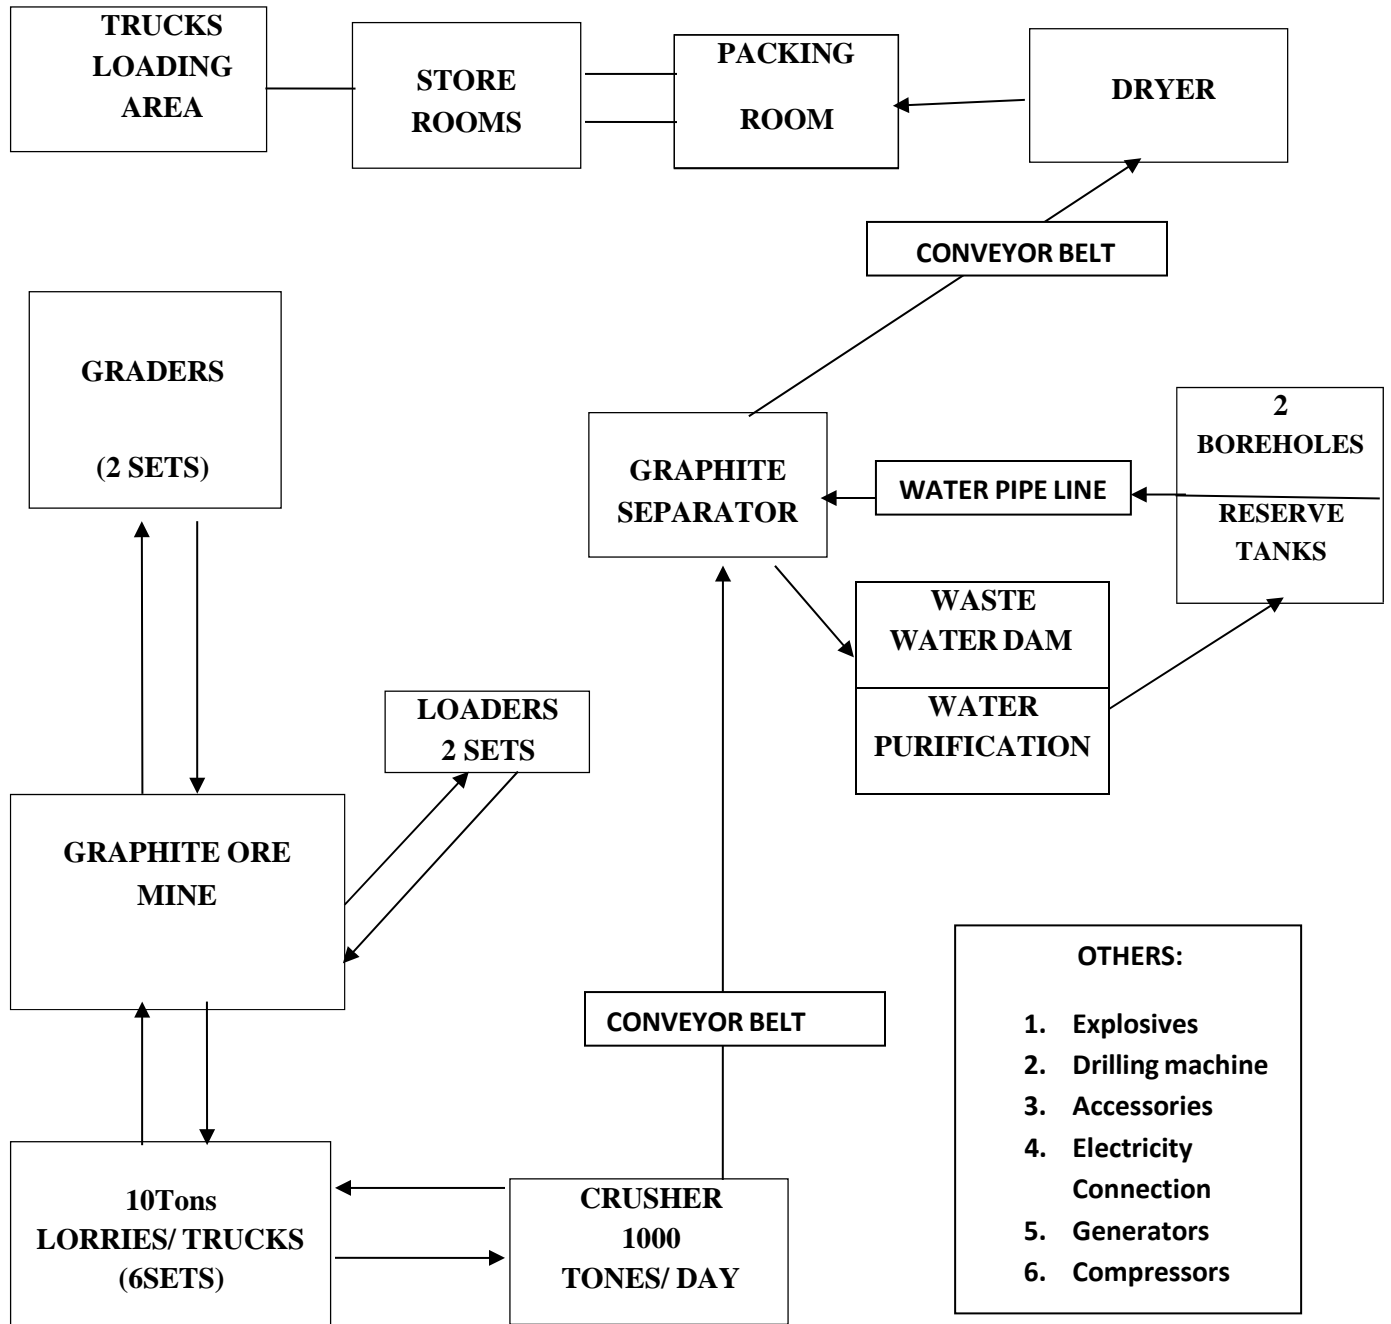 TRUCKS
LOADING
AREA
STORE
ROOMS
PACKING
ROOM
DRYER
CONVEYOR BELT
GRADERS
(2 SETS)
GRAPHITE
SEPARATOR
WATER PIPE LINE
2
BOREHOLES
RESERVE
TANKS
WASTE
WATER DAM
WATER
PURIFICATION
LOADERS
2 SETS
GRAPHITE ORE
MINE
CONVEYOR BELT
10Tons
LORRIES/ TRUCKS
(6SETS)
CRUSHER
1000
TONES/ DAY
OTHERS:
1. Explosives
2. Drilling machine
3. Accessories
4. Electricity
Connection
5. Generators
6. Compressors